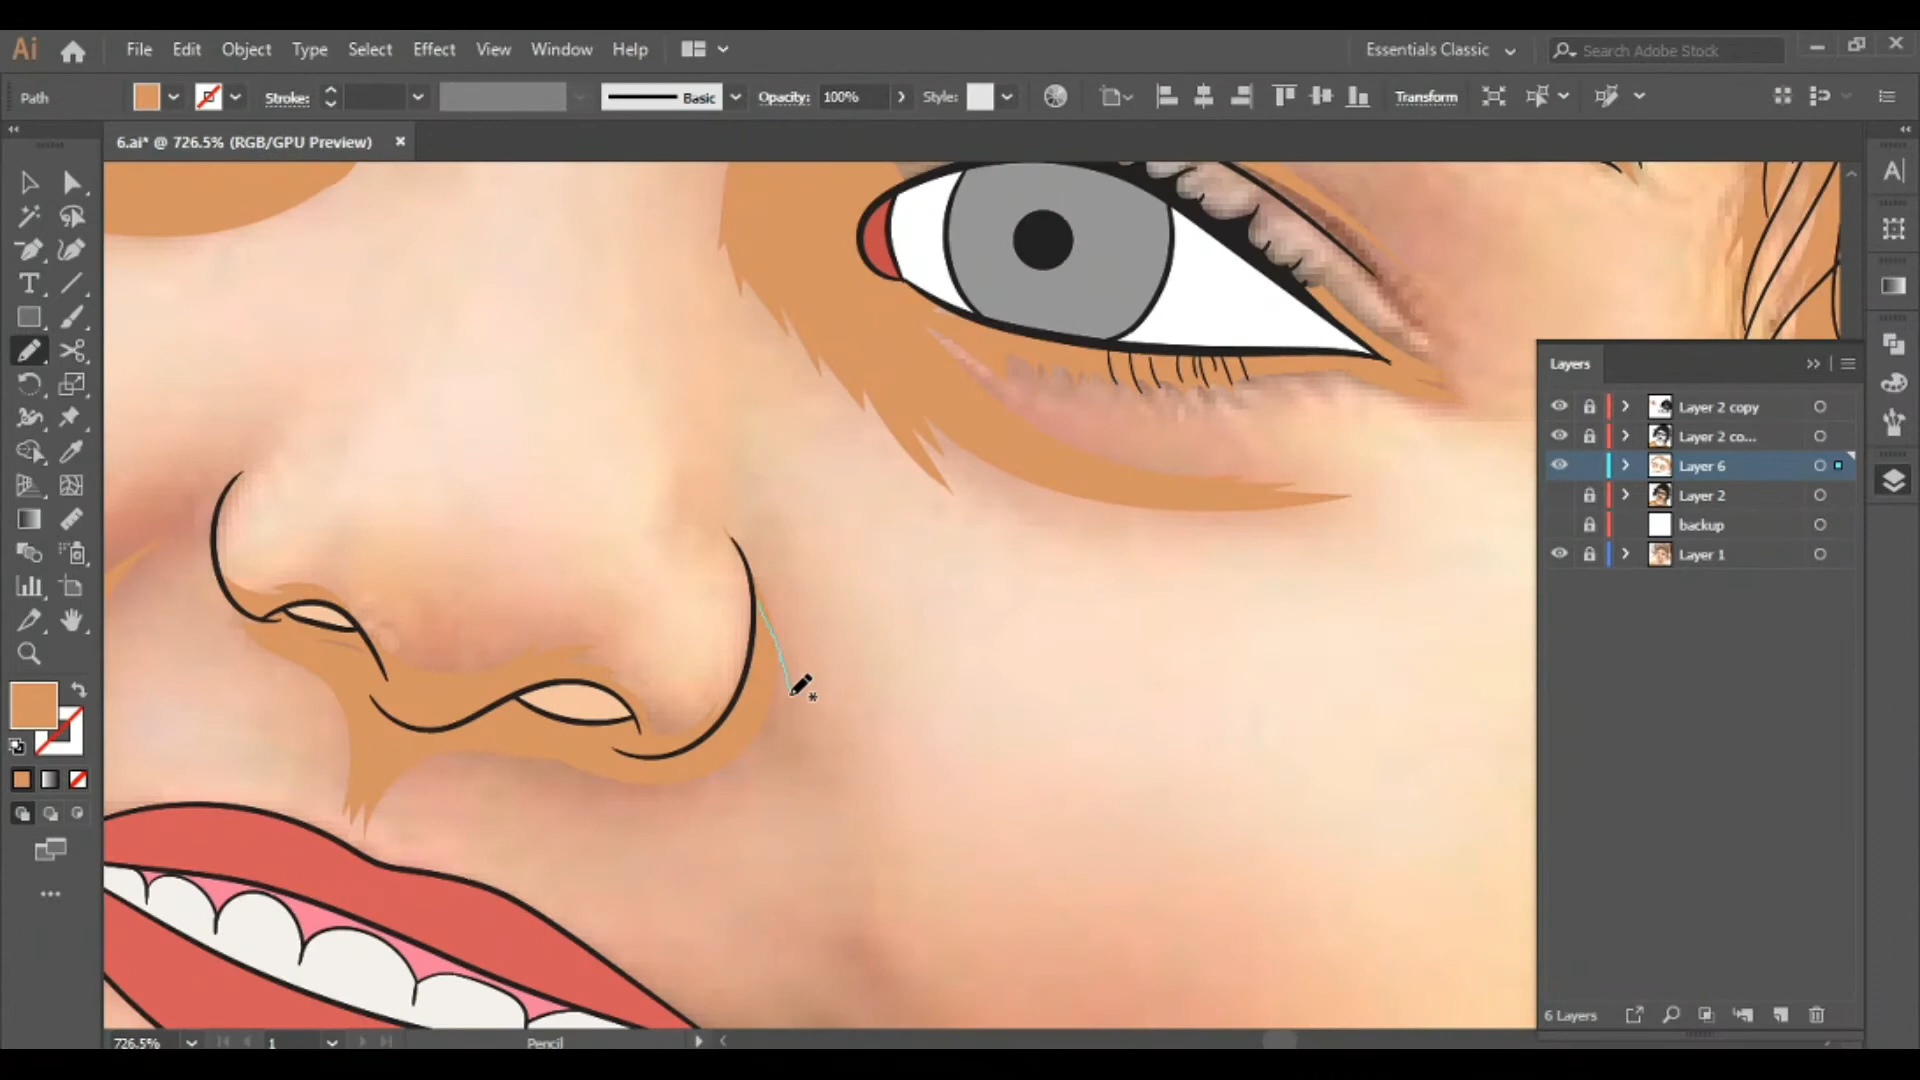 Ai File Edit Object Type Select Effect View Window Help Essentials Classic Search Adobe Stock
Path Stroke: Basic Opacity: 100% Style: Transform
6.ai* @ 726.5% (RGB/GPU Preview)
Layers
Layer 2 copy
Layer 2 co...
Layer 6
Layer 2
backup
Layer 1
6 Layers
726.5% 1 Pencil